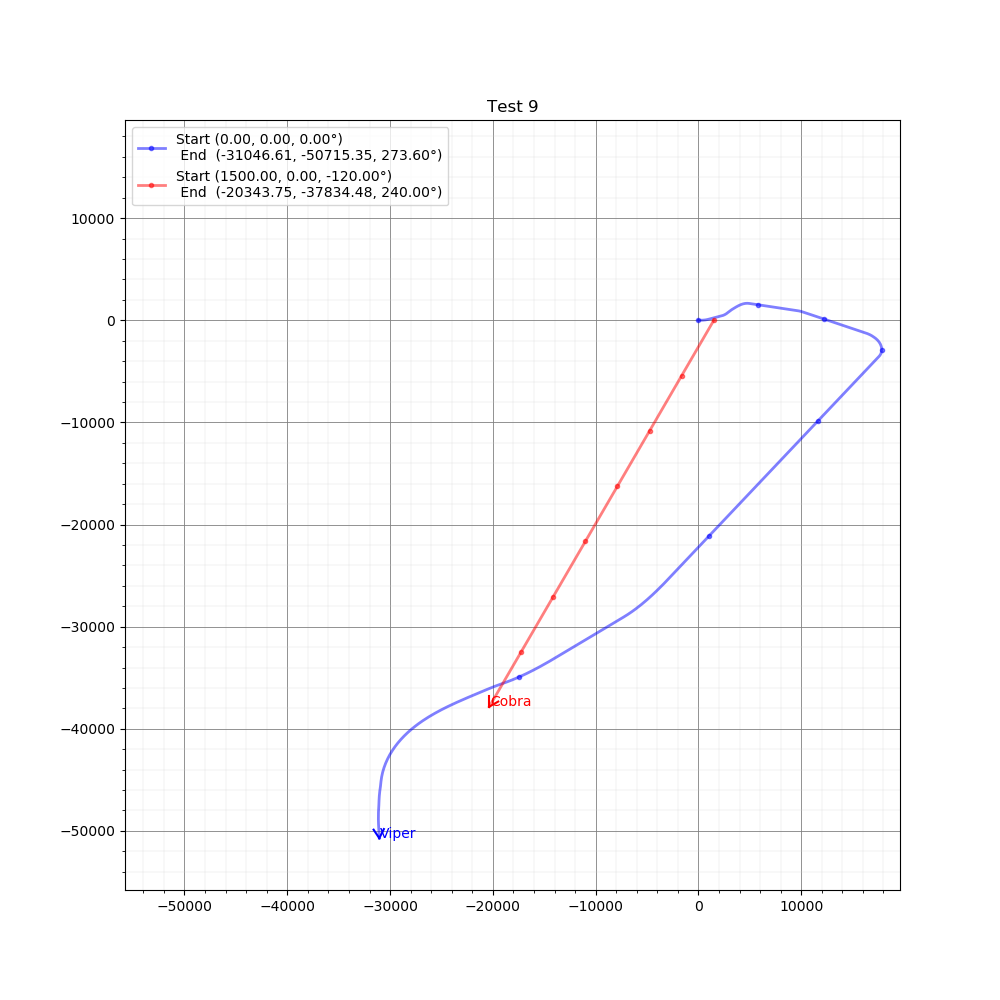 Test 9
Start (0.00, 0.00, 0.00°)
End  (-31046.61, -50715.35, 273.60°)
Start (1500.00, 0.00, -120.00°)
End  (-20343.75, -37834.48, 240.00°)
10000
0
−10000
−20000
−30000
−40000
−50000
Cobra
Viper
−50000
−40000
−30000
−20000
−10000
0
10000